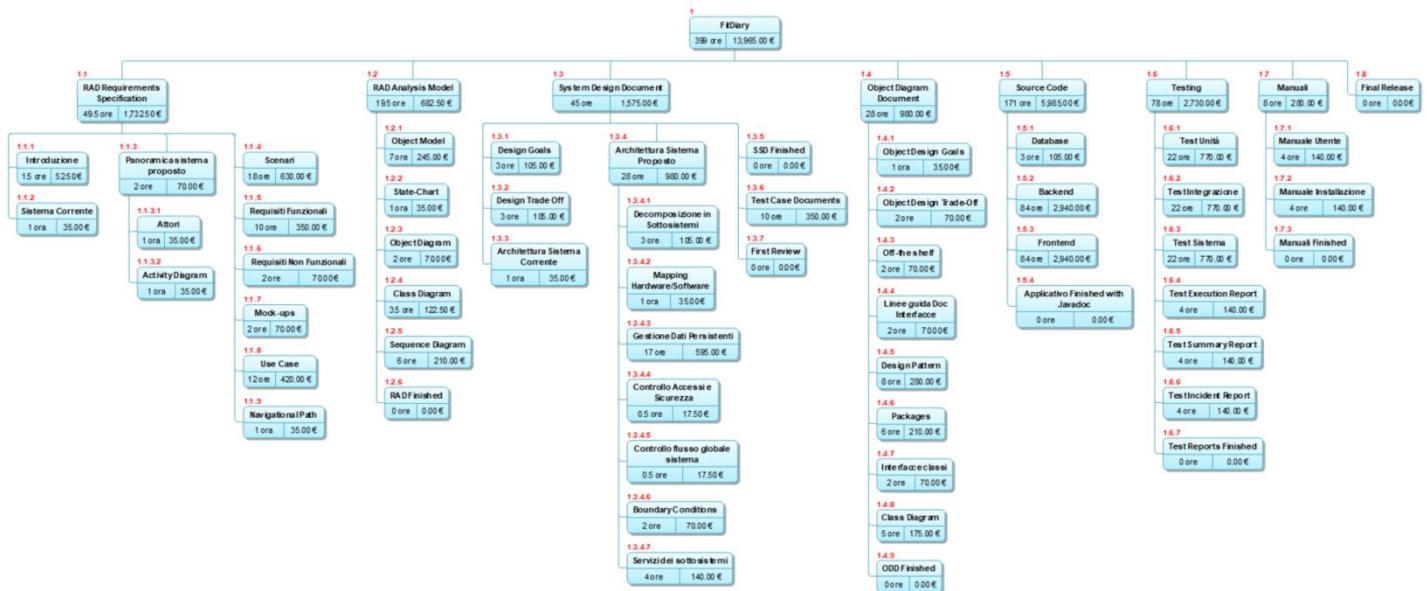 1
FitDiary
399 ore 13,965.00 €
1.1
RAD Requirements
Specification
49.5 ore 1,732.50 €
1.1.1
Introduzione
1.5 ore 52.50 €
1.1.2
Sistema Corrente
1 ora 35.00 €
1.1.3
Panoramica sistema
proposto
2 ore 70.00 €
1.1.3.1
Attori
1 ora 35.00 €
1.1.3.2
Activity Diagram
1 ora 35.00 €
1.1.4
Scenari
18 ore 630.00 €
1.1.5
Requisiti Funzionali
10 ore 350.00 €
1.1.6
Requisiti Non Funzionali
2 ore 70.00 €
1.1.7
Mock-ups
2 ore 70.00 €
1.1.8
Use Case
12 ore 420.00 €
1.1.9
Navigational Path
1 ora 35.00 €
1.2
RAD Analysis Model
19.5 ore 682.50 €
1.2.1
Object Model
7 ore 245.00 €
1.2.2
State-Chart
1 ora 35.00 €
1.2.3
Object Diagram
2 ore 70.00 €
1.2.4
Class Diagram
3.5 ore 122.50 €
1.2.5
Sequence Diagram
6 ore 210.00 €
1.2.6
RAD Finished
0 ore 0.00 €
1.3
System Design Document
45 ore 1,575.00 €
1.3.1
Design Goals
3 ore 105.00 €
1.3.2
Design Trade Off
3 ore 105.00 €
1.3.3
Architettura Sistema
Corrente
1 ora 35.00 €
1.3.4
Architettura Sistema
Proposto
28 ore 980.00 €
1.3.4.1
Decomposizione in
Sottosistemi
3 ore 105.00 €
1.3.4.2
Mapping
Hardware/Software
1 ora 35.00 €
1.3.4.3
Gestione Dati Persistenti
17 ore 595.00 €
1.3.4.4
Controllo Accessi e
Sicurezza
0.5 ore 17.50 €
1.3.4.5
Controllo flusso globale
sistema
0.5 ore 17.50 €
1.3.4.6
Boundary Conditions
2 ore 70.00 €
1.3.4.7
Servizi dei sottosistemi
4 ore 140.00 €
1.3.5
SSD Finished
0 ore 0.00 €
1.3.6
Test Case Documents
10 ore 350.00 €
1.3.7
First Review
0 ore 0.00 €
1.4
Object Diagram
Document
28 ore 980.00 €
1.4.1
Object Design Goals
1 ora 35.00 €
1.4.2
Object Design Trade-Off
2 ore 70.00 €
1.4.3
Off-the shelf
2 ore 70.00 €
1.4.4
Linee guida Doc
Interfacce
2 ore 70.00 €
1.4.5
Design Pattern
8 ore 280.00 €
1.4.6
Packages
6 ore 210.00 €
1.4.7
Interfacce classi
2 ore 70.00 €
1.4.8
Class Diagram
5 ore 175.00 €
1.4.9
ODD Finished
0 ore 0.00 €
1.5
Source Code
171 ore 5,985.00 €
1.5.1
Database
3 ore 105.00 €
1.5.2
Backend
84 ore 2,940.00 €
1.5.3
Frontend
84 ore 2,940.00 €
1.5.4
Applicativo Finished with
Javadoc
0 ore 0.00 €
1.6
Testing
78 ore 2,730.00 €
1.6.1
Test Unità
22 ore 770.00 €
1.6.2
Test Integrazione
22 ore 770.00 €
1.6.3
Test Sistema
22 ore 770.00 €
1.6.4
Test Execution Report
4 ore 140.00 €
1.6.5
Test Summary Report
4 ore 140.00 €
1.6.6
Test Incident Report
4 ore 140.00 €
1.6.7
Test Reports Finished
0 ore 0.00 €
1.7
Manuali
8 ore 280.00 €
1.7.1
Manuale Utente
4 ore 140.00 €
1.7.2
Manuale Installazione
4 ore 140.00 €
1.7.3
Manuali Finished
0 ore 0.00 €
1.8
Final Release
0 ore 0.00 €